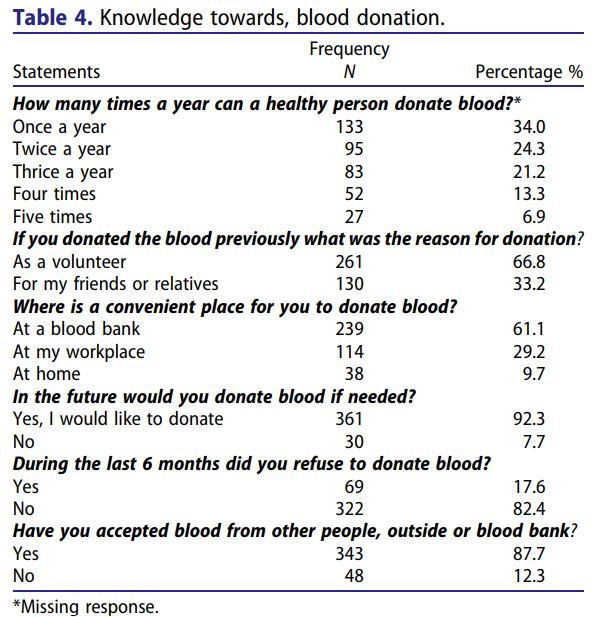 Table 4. Knowledge towards, blood donation.
Frequency
Statements N Percentage %
How many times a year can a healthy person donate blood?*
Once a year 133 34.0
Twice a year 95 24.3
Thrice a year 83 21.2
Four times 52 13.3
Five times 27 6.9
If you donated the blood previously what was the reason for donation?
As a volunteer 261 66.8
For my friends or relatives 130 33.2
Where is a convenient place for you to donate blood?
At a blood bank 239 61.1
At my workplace 114 29.2
At home 38 9.7
In the future would you donate blood if needed?
Yes, I would like to donate 361 92.3
No 30 7.7
During the last 6 months did you refuse to donate blood?
Yes 69 17.6
No 322 82.4
Have you accepted blood from other people, outside or blood bank?
Yes 343 87.7
No 48 12.3
*Missing response.